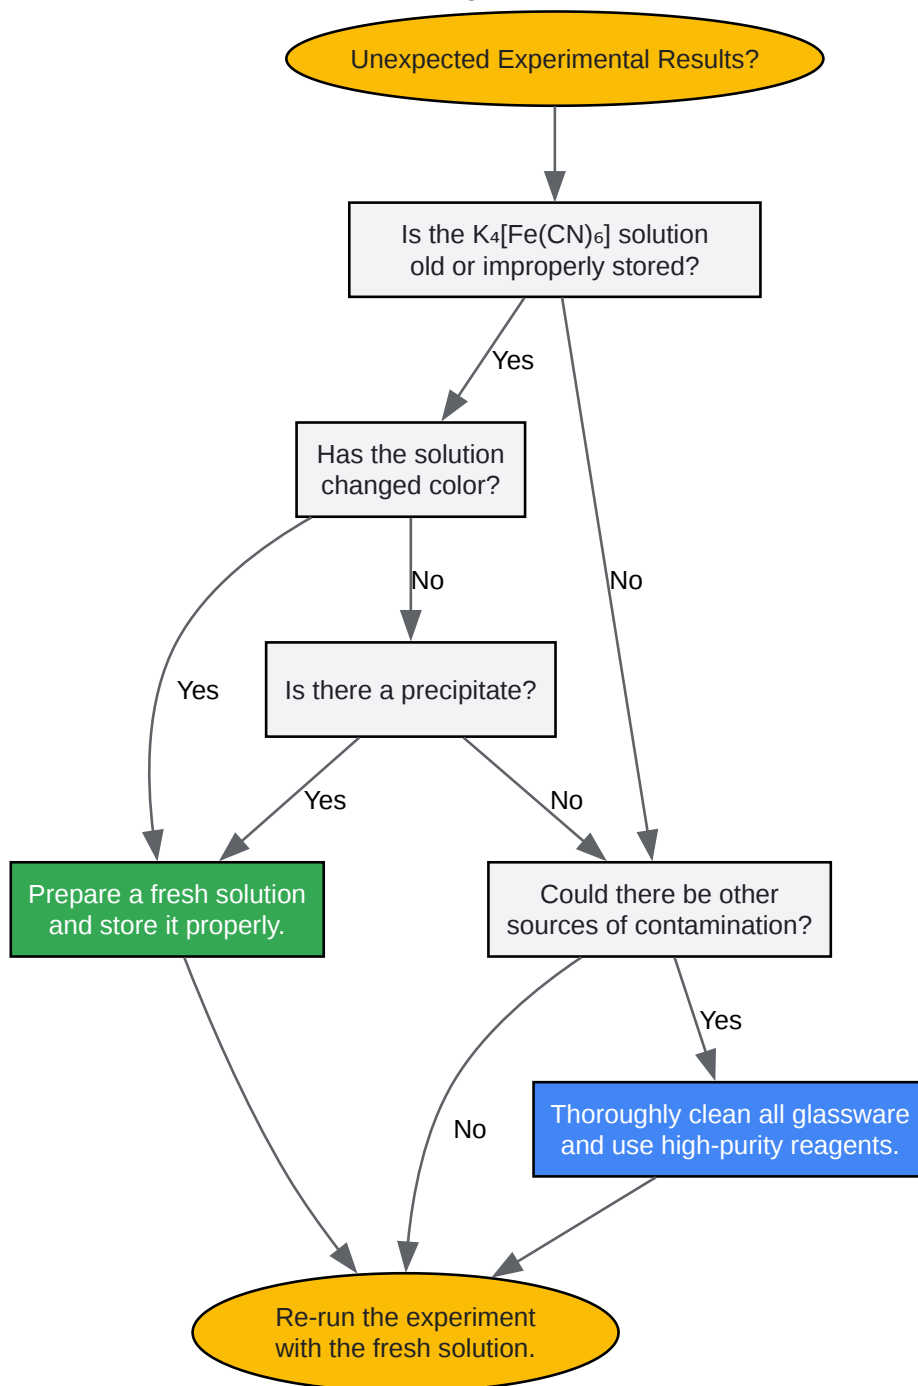 Unexpected Experimental Results?
Is the K₄[Fe(CN)₆] solution
old or improperly stored?
Yes
Has the solution
changed color?
No
No
Is there a precipitate?
Yes
Yes
No
Prepare a fresh solution
and store it properly.
Could there be other
sources of contamination?
Yes
Thoroughly clean all glassware
and use high-purity reagents.
No
Re-run the experiment
with the fresh solution.